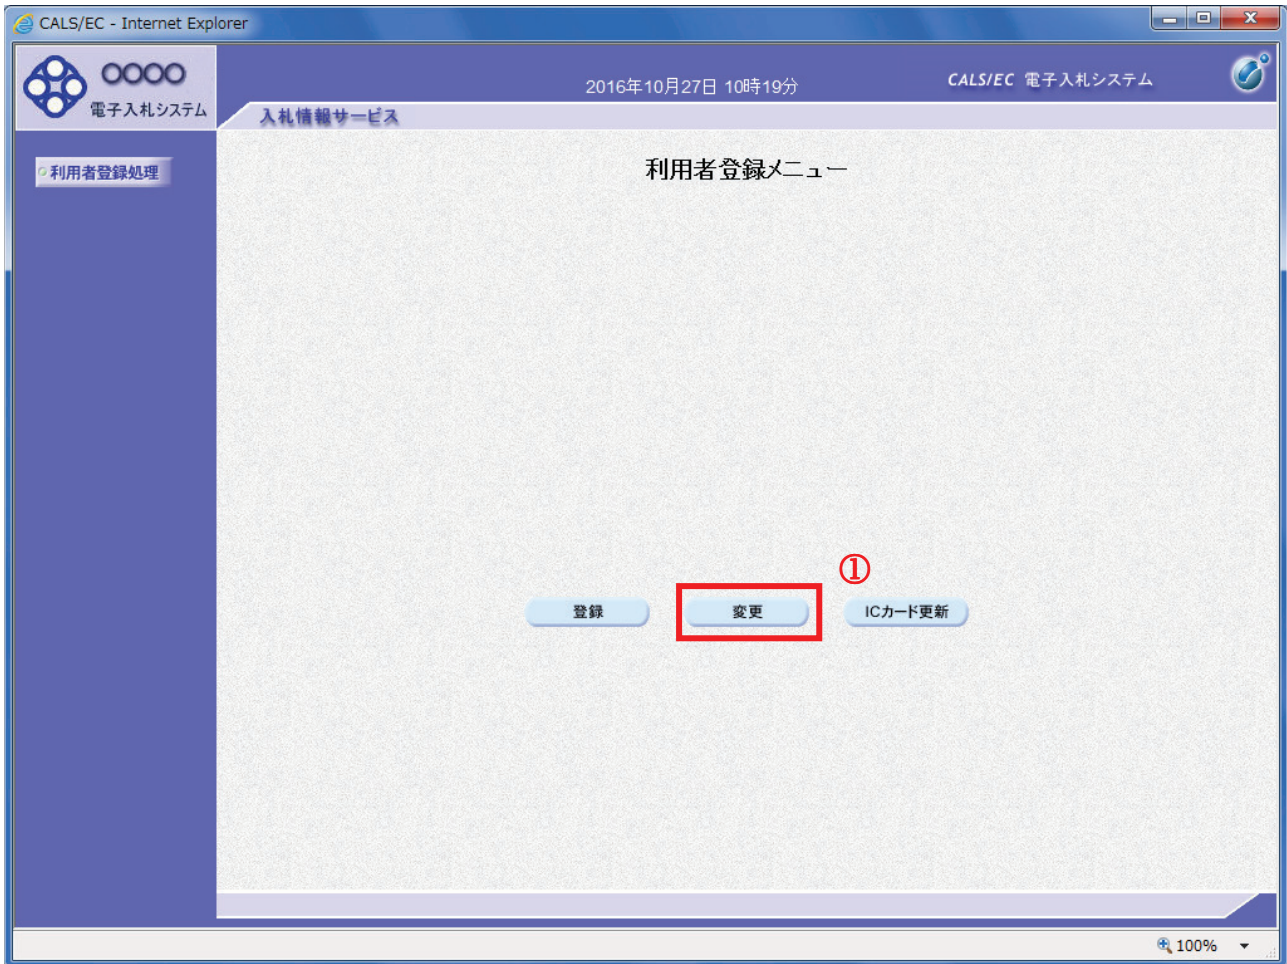 CALS/EC - Internet Explorer
〇〇〇〇
電子入札システム
2016年10月27日 10時19分
CALS/EC 電子入札システム
入札情報サービス
利用者登録処理
利用者登録メニュー
①
登録
変更
ICカード更新
100%